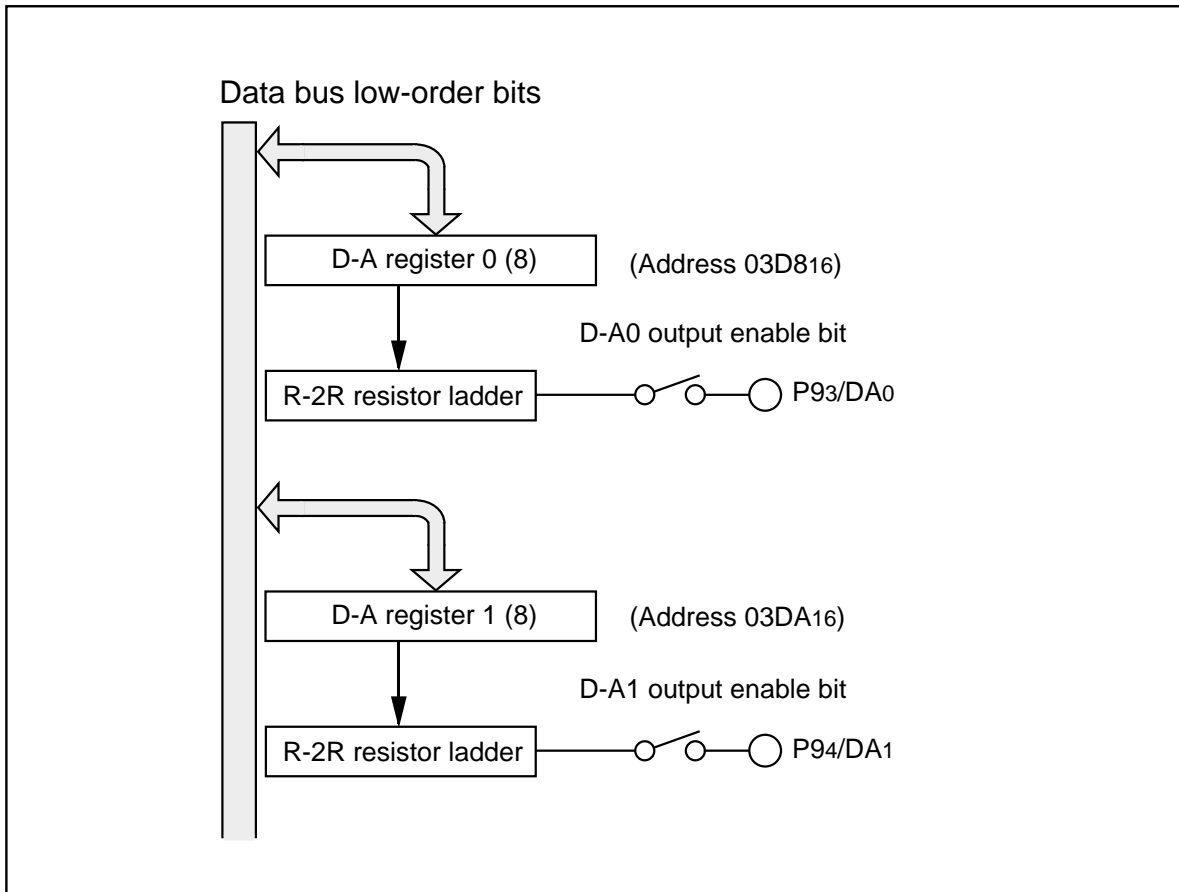 Data bus low-order bits
D-A register 0 (8)
(Address 03D816)
D-A0 output enable bit
R-2R resistor ladder
P93/DA0
D-A register 1 (8)
(Address 03DA16)
D-A1 output enable bit
R-2R resistor ladder
P94/DA1